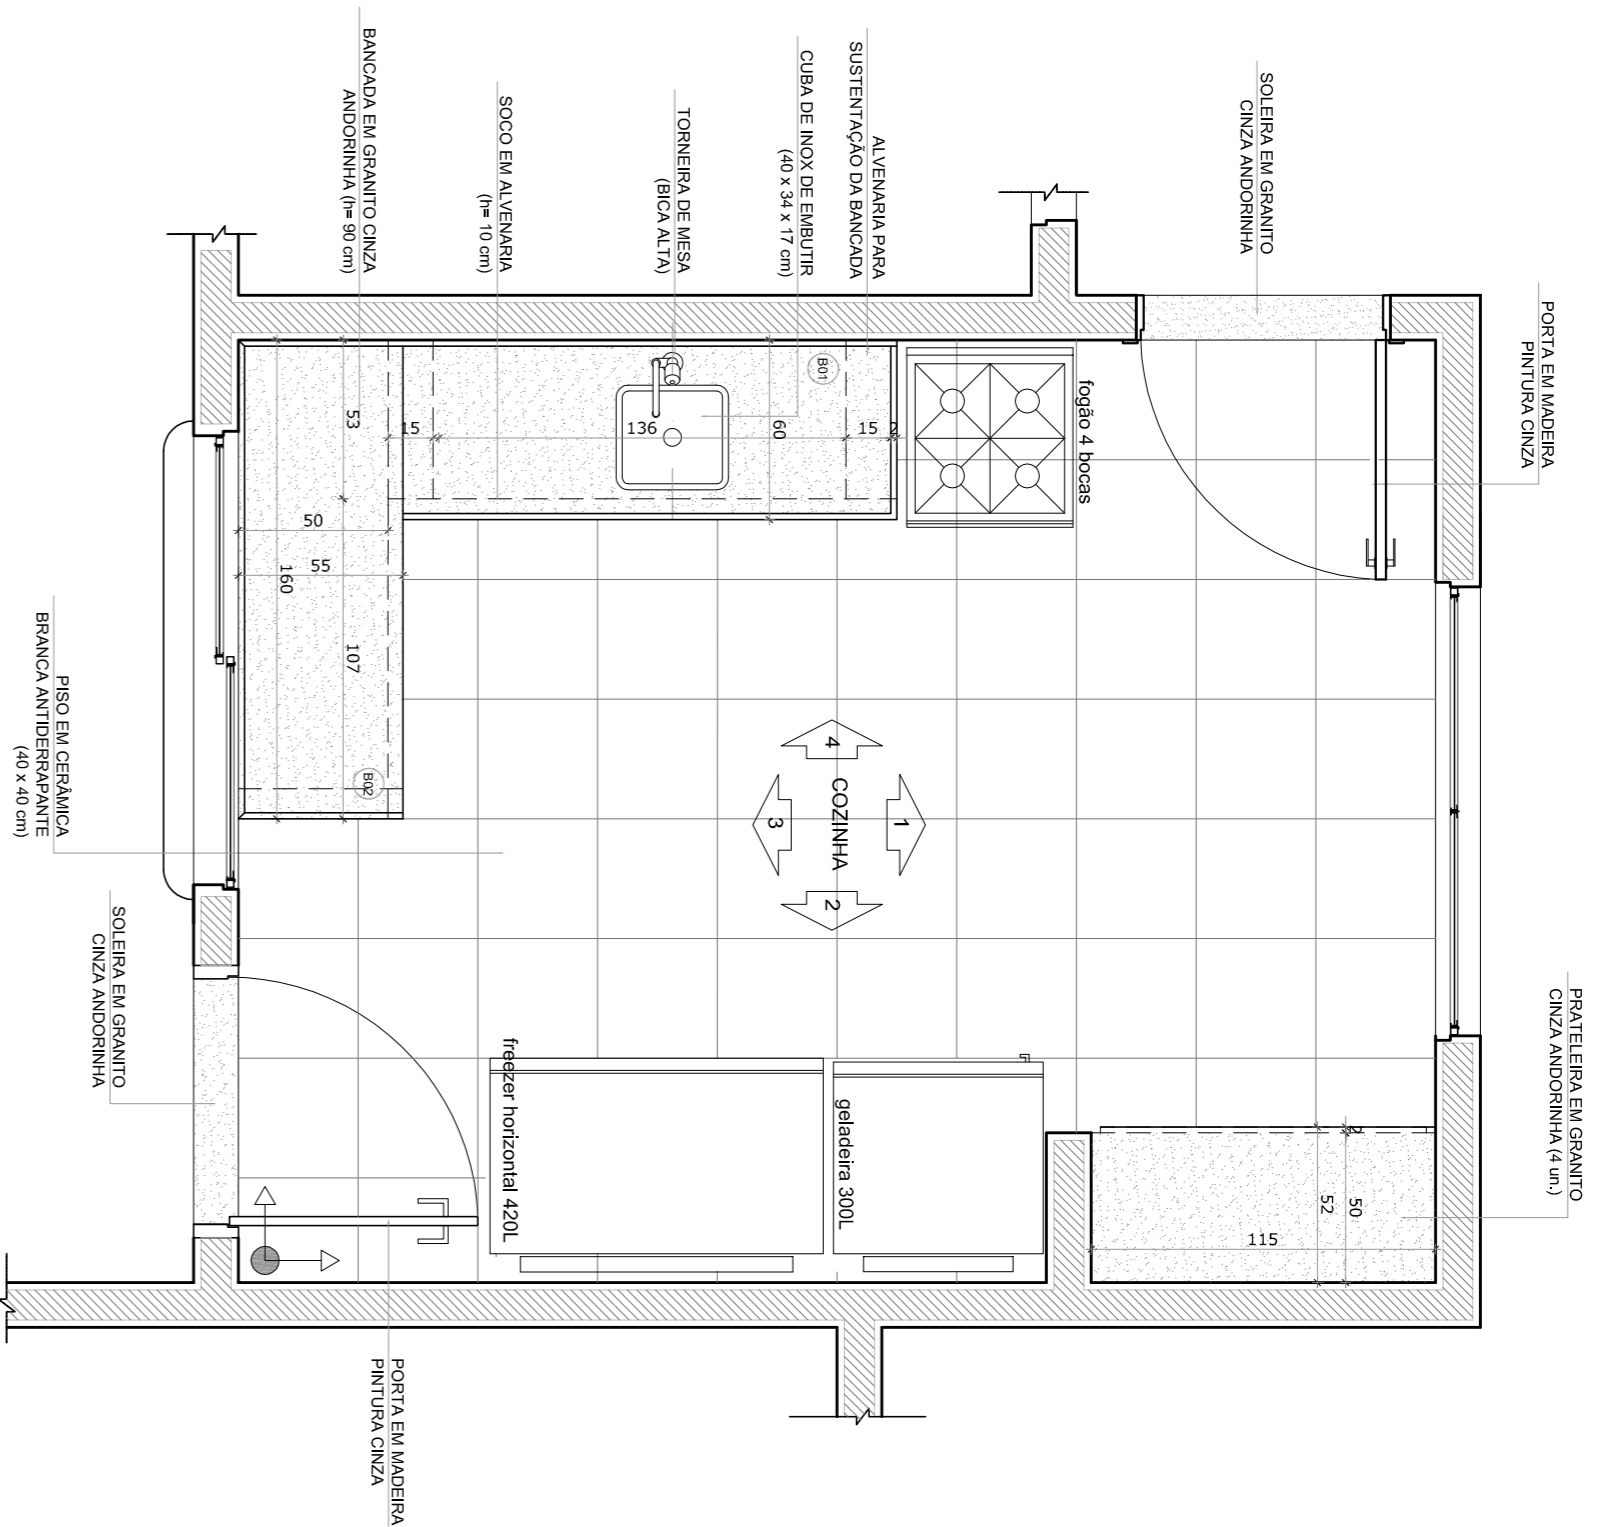 BANCADA EM GRANITO CINZA
ANDORINHA (h= 90 cm)
SOCO EM ALVENARIA
(h= 10 cm)
TORNEIRA DE MESA
(BICA ALTA)
CUBA DE INOX DE EMBUTIR
(40 x 34 x 17 cm)
ALVENARIA PARA
SUSTENTAÇÃO DA BANCADA
SOLEIRA EM GRANITO
CINZA ANDORINHA
PORTA EM MADEIRA
PINTURA CINZA
fogão 4 bocas
B01
53
15
136
60
15
2
50
55
160
107
B02
4
COZINHA
1
3
2
PISO EM CERÂMICA
BRANCA ANTIDERRAPANTE
(40 x 40 cm)
SOLEIRA EM GRANITO
CINZA ANDORINHA
freezer horizontal 420L
geladeira 300L
PRATELEIRA EM GRANITO
CINZA ANDORINHA (4 un.)
2
50
52
115
PORTA EM MADEIRA
PINTURA CINZA